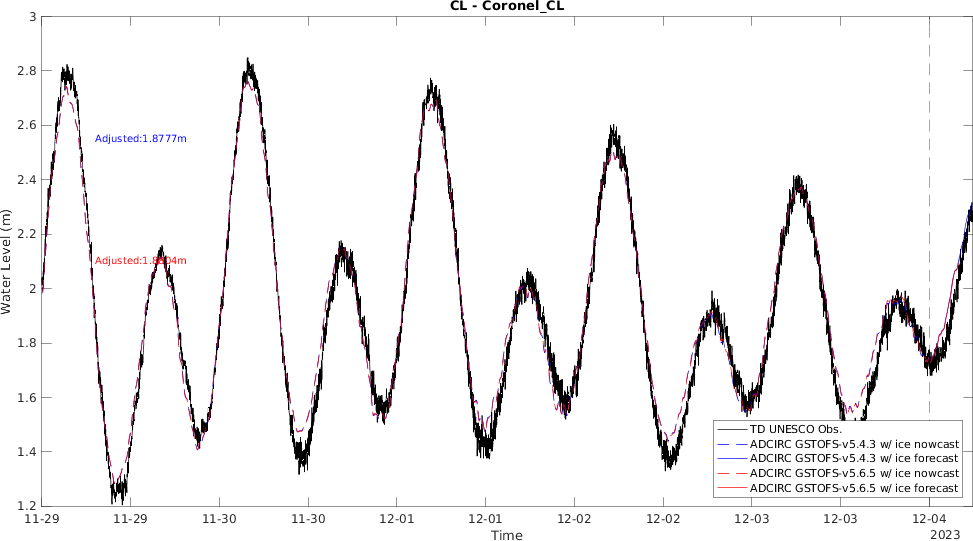 CL - Coronel_CL
3
2.8
2.6
2.4
2.2
2
1.8
1.6
1.4
1.2
Water Level (m)
Adjusted:1.8777m
TD UNESCO Obs.
ADCIRC GSTOFS-v5.4.3 w/ ice nowcast
ADCIRC GSTOFS-v5.4.3 w/ ice forecast
ADCIRC GSTOFS-v5.6.5 w/ ice nowcast
ADCIRC GSTOFS-v5.6.5 w/ ice forecast
11-29 11-29 11-30 11-30 12-01 12-01 12-02 12-02 12-03 12-03 12-04
Time
2023